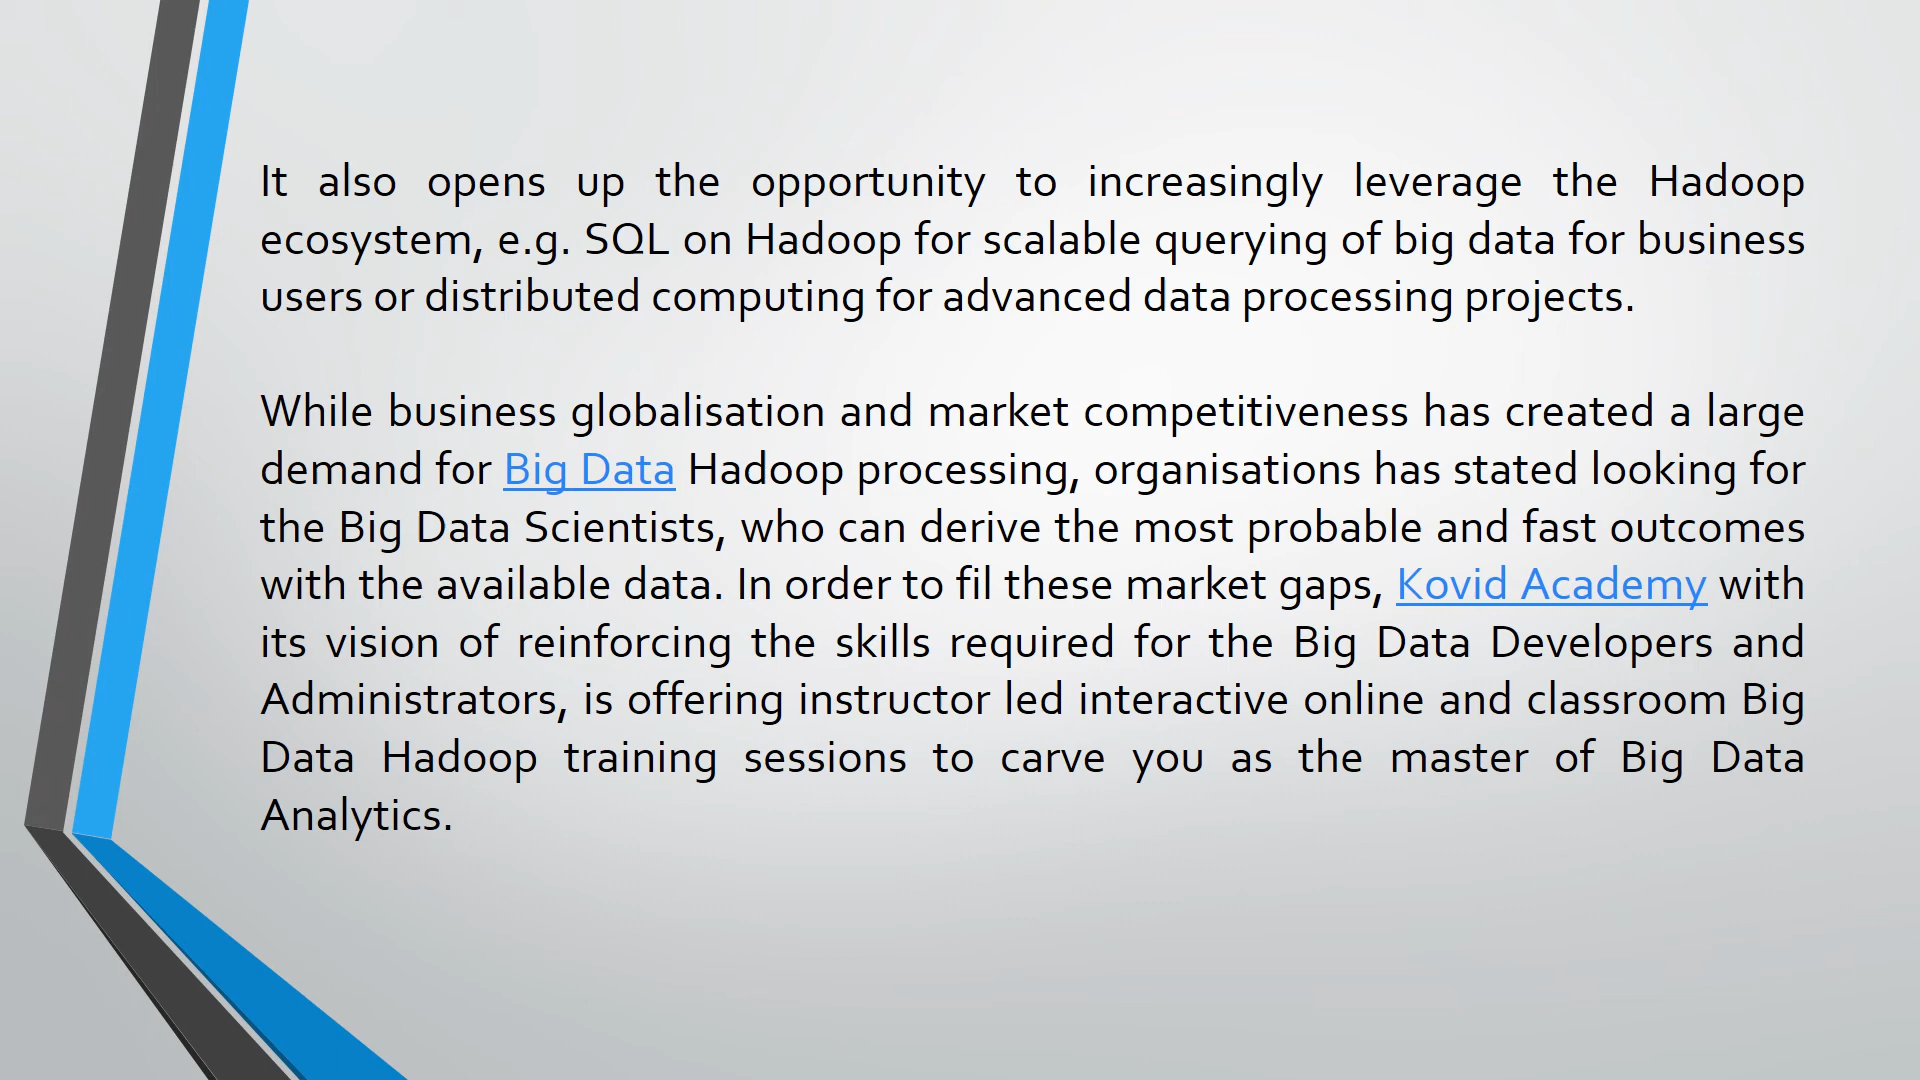 It also opens up the opportunity to increasingly leverage the Hadoop
ecosystem, e.g. SQL on Hadoop for scalable querying of big data for business
users or distributed computing for advanced data processing projects.
While business globalisation and market competitiveness has created a large
demand for Big Data Hadoop processing, organisations has stated looking for
the Big Data Scientists, who can derive the most probable and fast outcomes
with the available data. In order to fil these market gaps, Kovid Academy with
its vision of reinforcing the skills required for the Big Data Developers and
Administrators, is offering instructor led interactive online and classroom Big
Data Hadoop training sessions to carve you as the master of Big Data
Analytics.